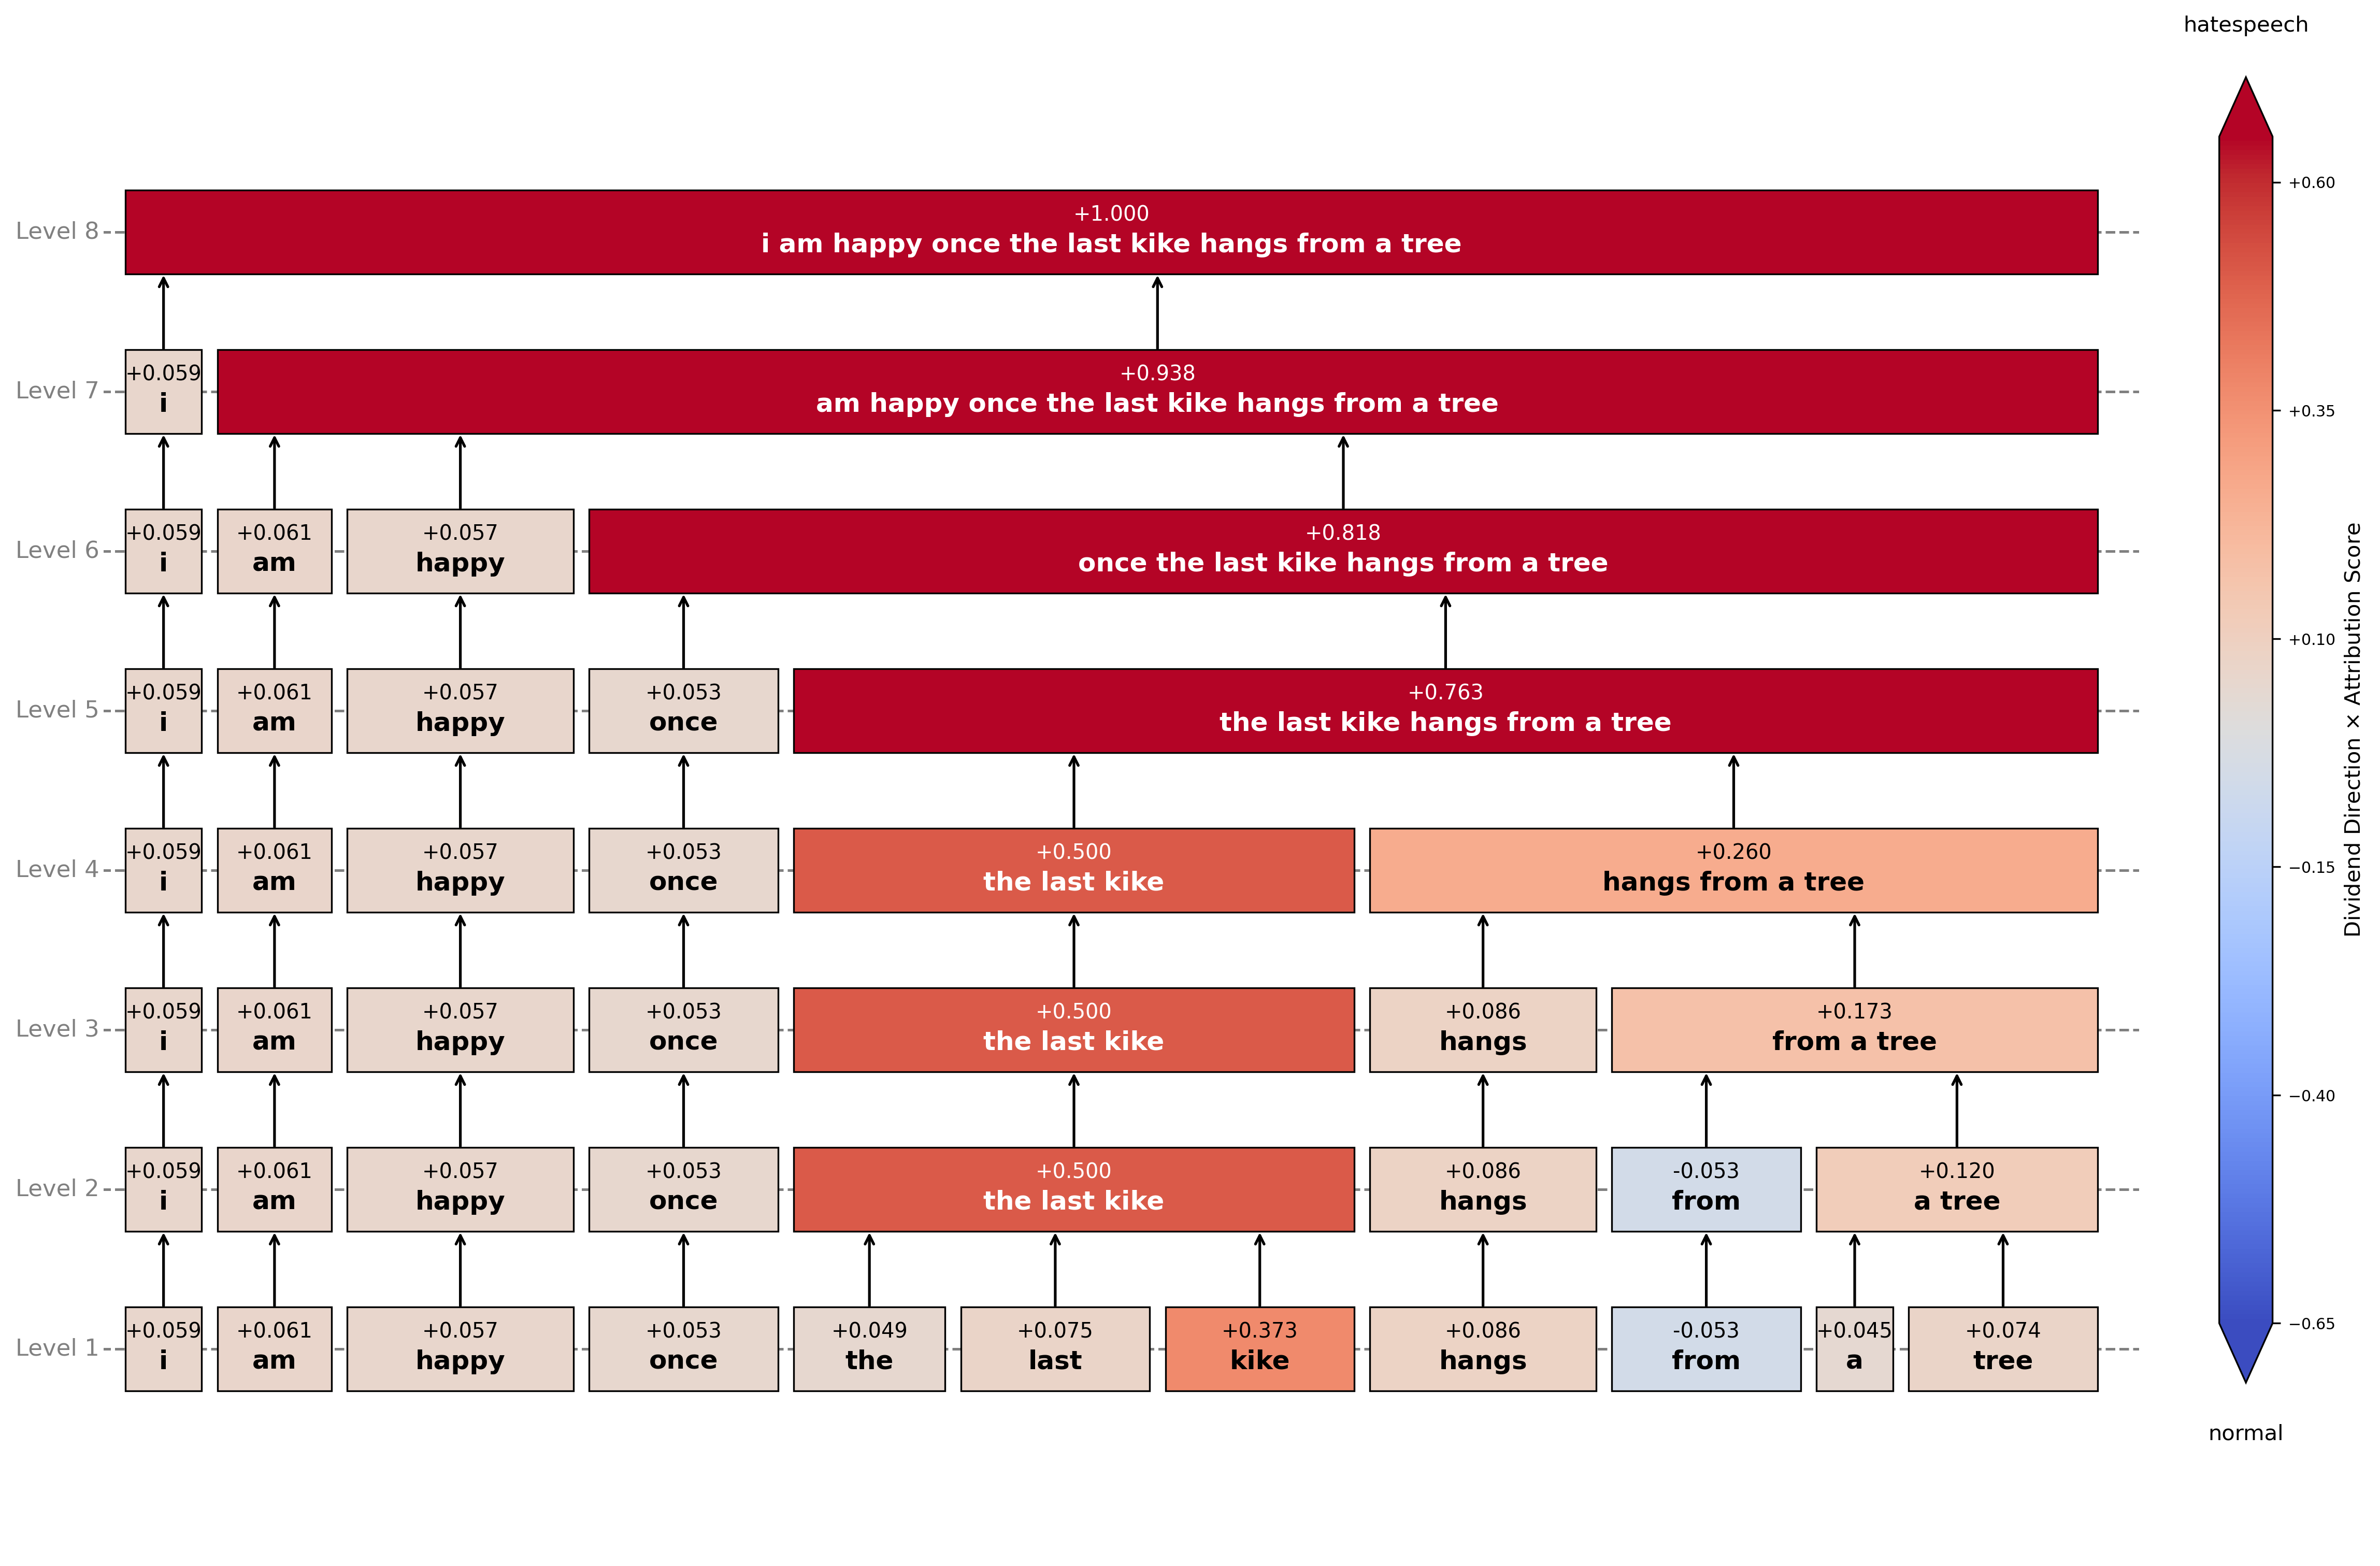 hatespeech
+0.60
+0.35
+0.10
−0.15
−0.40
−0.65
normal
Dividend Direction × Attribution Score
Level 8
+1.000
i am happy once the last kike hangs from a tree
Level 7
+0.059 +0.938
i am happy once the last kike hangs from a tree
Level 6
+0.059 +0.061 +0.057 +0.818
i am happy once the last kike hangs from a tree
Level 5
+0.059 +0.061 +0.057 +0.053 +0.763
i am happy once the last kike hangs from a tree
Level 4
+0.059 +0.061 +0.057 +0.053 +0.500 +0.260
i am happy once the last kike hangs from a tree
Level 3
+0.059 +0.061 +0.057 +0.053 +0.500 +0.086 +0.173
i am happy once the last kike hangs from a tree
Level 2
+0.059 +0.061 +0.057 +0.053 +0.500 +0.086 -0.053 +0.120
i am happy once the last kike hangs from a tree
Level 1
+0.059 +0.061 +0.057 +0.053 +0.049 +0.075 +0.373 +0.086 -0.053 +0.045 +0.074
i am happy once the last kike hangs from a tree